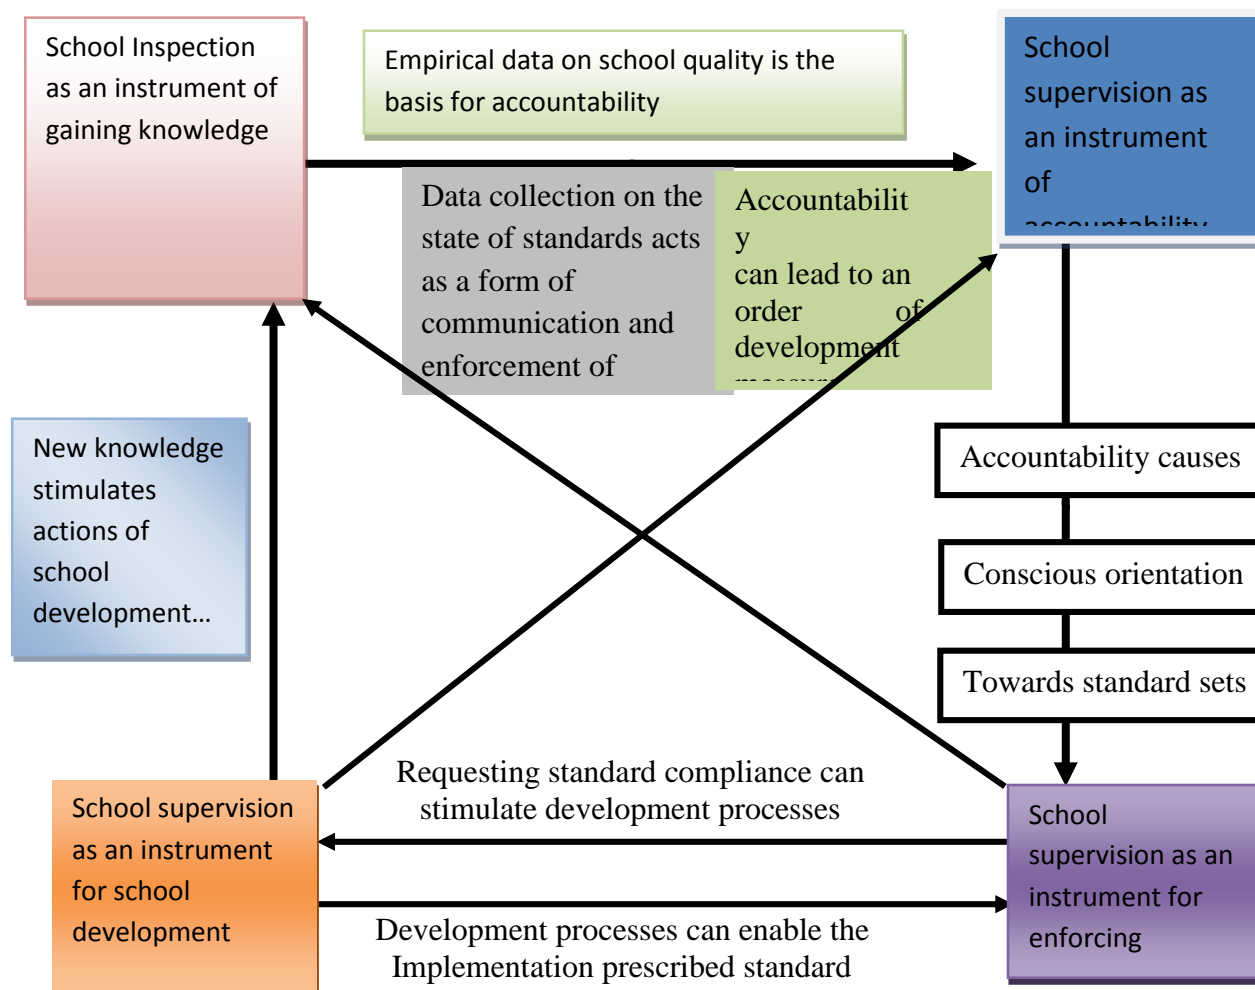 School Inspection
as an instrument of
gaining knowledge
Empirical data on school quality is the
basis for accountability
School
supervision as
an instrument
of
accountability
Data collection on the
state of standards acts
as a form of
communication and
enforcement of
Accountabilit
y
can lead to an
order of
development
New knowledge
stimulates
actions of
school
development...
Accountability causes
Conscious orientation
Towards standard sets
Requesting standard compliance can
stimulate development processes
School supervision
as an instrument
for school
development
School
supervision as an
instrument for
enforcing
Development processes can enable the
Implementation prescribed standard